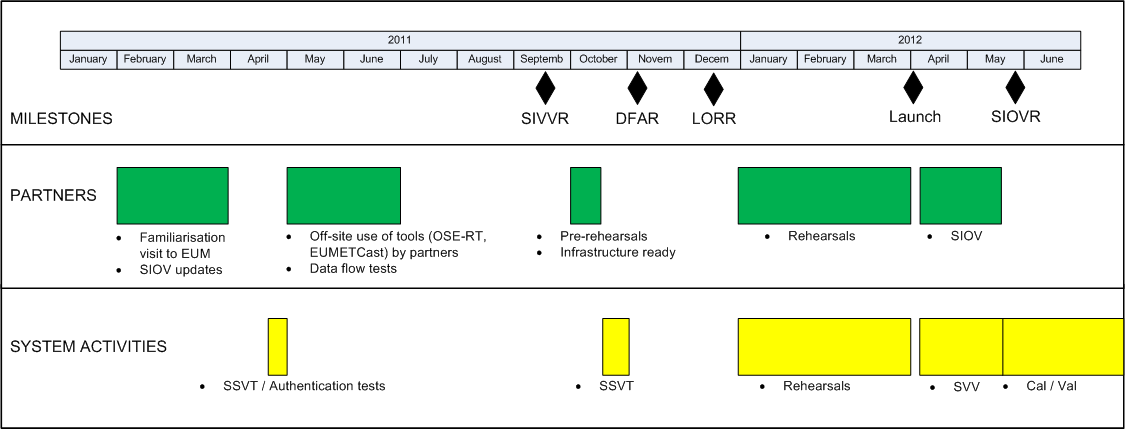 2011 2012
January February March April May June July August Septemb October Novem Decem January February March April May June
MILESTONES SIVVR DFAR LORR Launch SIOVR
PARTNERS
• Familiarisation
visit to EUM
• SIOV updates
• Off-site use of tools (OSE-RT,
EUMETCast) by partners
• Data flow tests
• Pre-rehearsals
• Infrastructure ready
• Rehearsals
• SIOV
SYSTEM ACTIVITIES
• SSVT / Authentication tests
• SSVT
• Rehearsals
• SVV
• Cal / Val